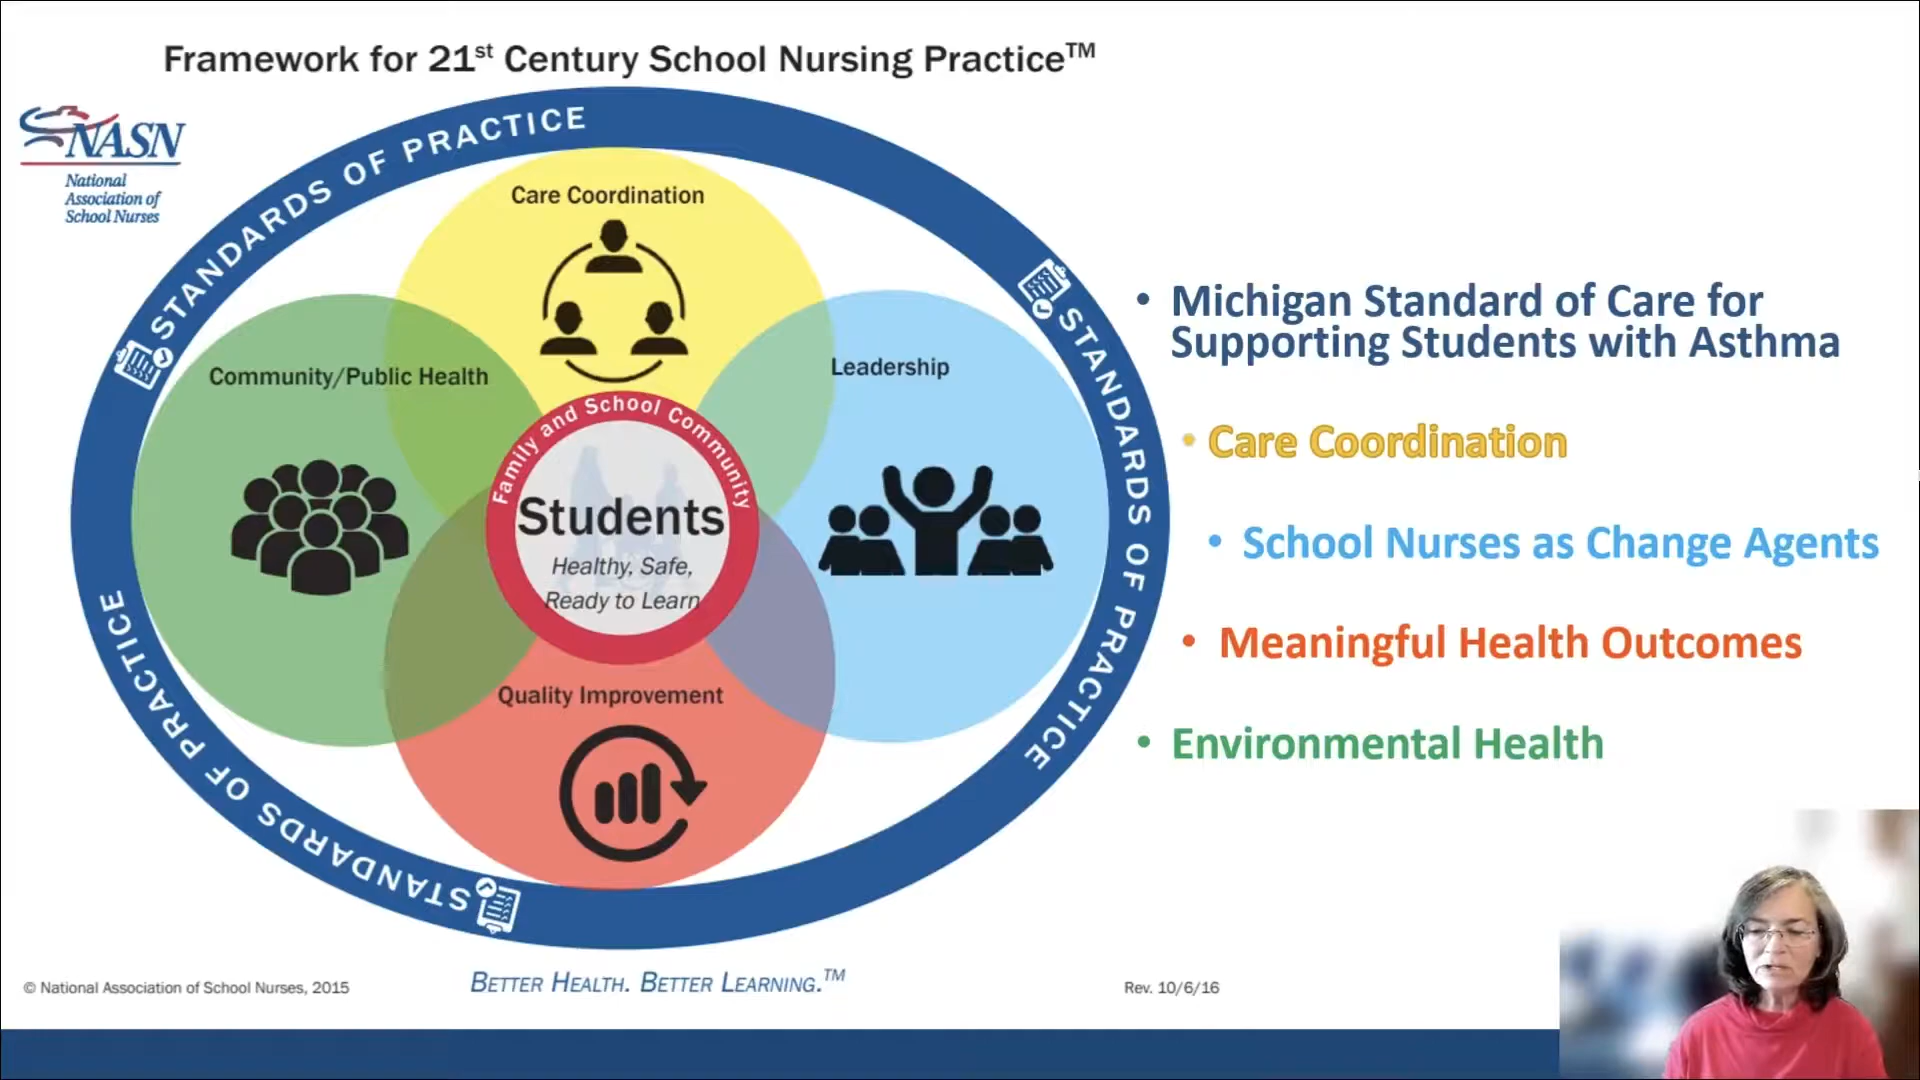 Framework for 21st Century School Nursing Practice™
NASN
National
Association of
School Nurses
STANDARDS OF PRACTICE
STANDARDS OF PRACTICE
STANDARDS OF PRACTICE
Care Coordination
Community/Public Health
Leadership
Family and School Community
Students
Healthy, Safe,
Ready to Learn
Quality Improvement
• Michigan Standard of Care for
Supporting Students with Asthma
• Care Coordination
• School Nurses as Change Agents
• Meaningful Health Outcomes
• Environmental Health
© National Association of School Nurses, 2015
BETTER HEALTH. BETTER LEARNING.™
Rev. 10/6/16